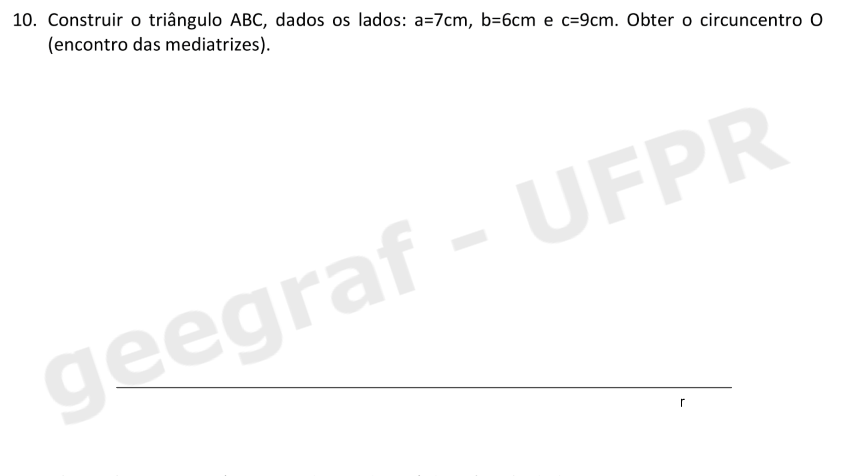 10. Construir o triângulo ABC, dados os lados: a=7cm, b=6cm e c=9cm. Obter o circuncentro O
(encontro das mediatrizes).
geegraf - UFPR
r